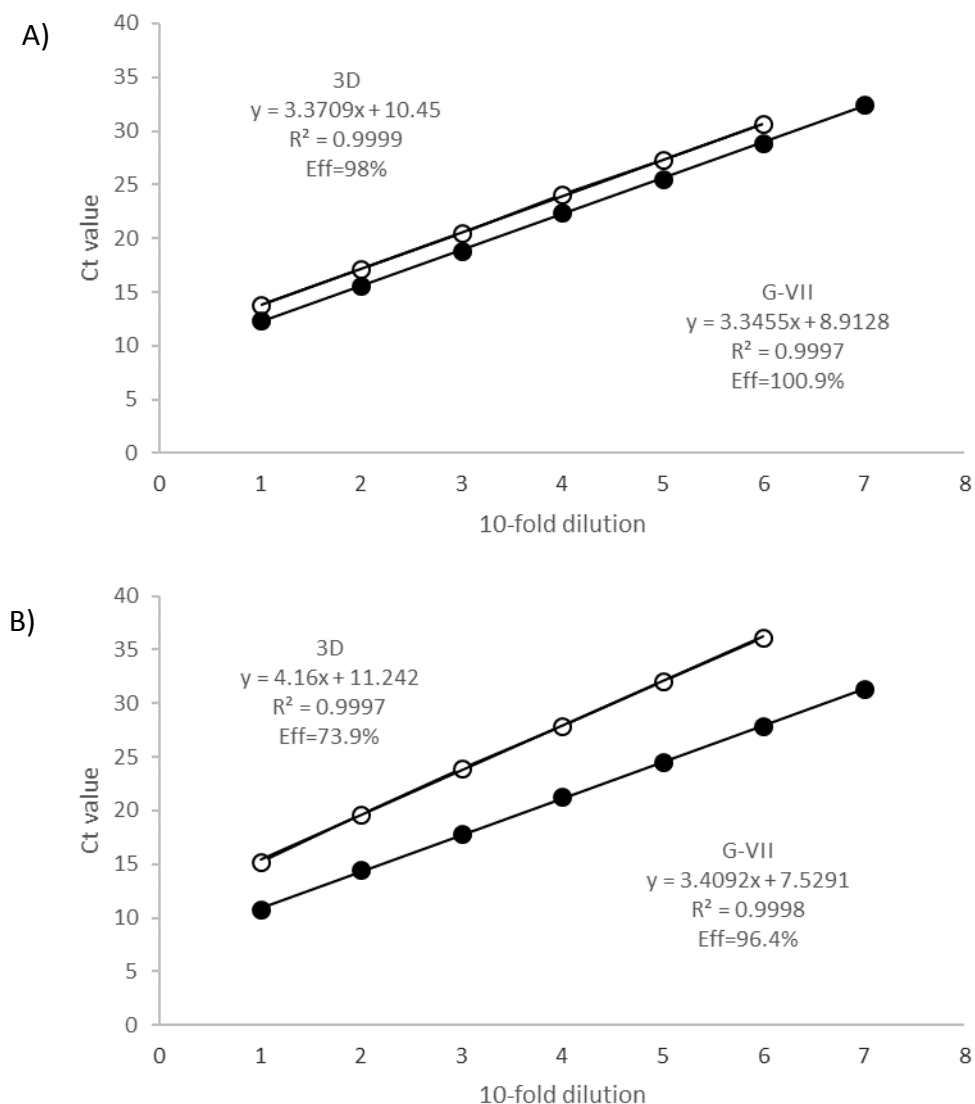 A)
40
35
30
25
20
15
10
5
0
Ct value
3D
y = 3.3709x + 10.45
R² = 0.9999
Eff=98%
G-VII
y = 3.3455x + 8.9128
R² = 0.9997
Eff=100.9%
0 1 2 3 4 5 6 7 8
10-fold dilution
B)
40
35
30
25
20
15
10
5
0
Ct value
3D
y = 4.16x + 11.242
R² = 0.9997
Eff=73.9%
G-VII
y = 3.4092x + 7.5291
R² = 0.9998
Eff=96.4%
0 1 2 3 4 5 6 7 8
10-fold dilution